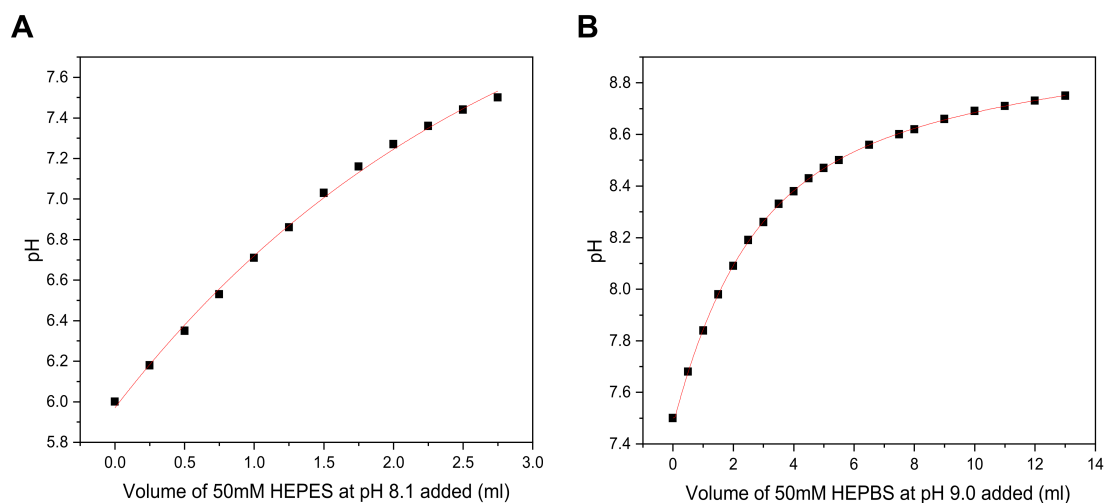 A
pH
7.6
7.4
7.2
7.0
6.8
6.6
6.4
6.2
6.0
5.8
0.0 0.5 1.0 1.5 2.0 2.5 3.0
Volume of 50mM HEPES at pH 8.1 added (ml)
B
pH
8.8
8.6
8.4
8.2
8.0
7.8
7.6
7.4
0 2 4 6 8 10 12 14
Volume of 50mM HEPBS at pH 9.0 added (ml)